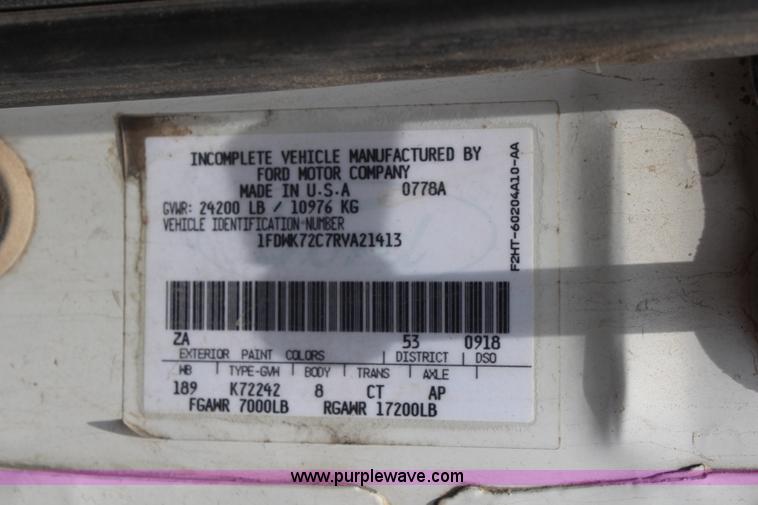 INCOMPLETE VEHICLE MANUFACTURED BY
FORD MOTOR COMPANY
MADE IN U.S.A 0778A
GVWR: 24200 LB / 10976 KG
VEHICLE IDENTIFICATION NUMBER
1FDWK72C7RVA21413
F2HT-60204A10-AA
ZA 53 0918
EXTERIOR PAINT COLORS DISTRICT DSO
WB TYPE-GVW BODY TRANS AXLE
189 K72242 8 CT AP
FGAWR 7000LB RGAWR 17200LB
www.purplewave.com